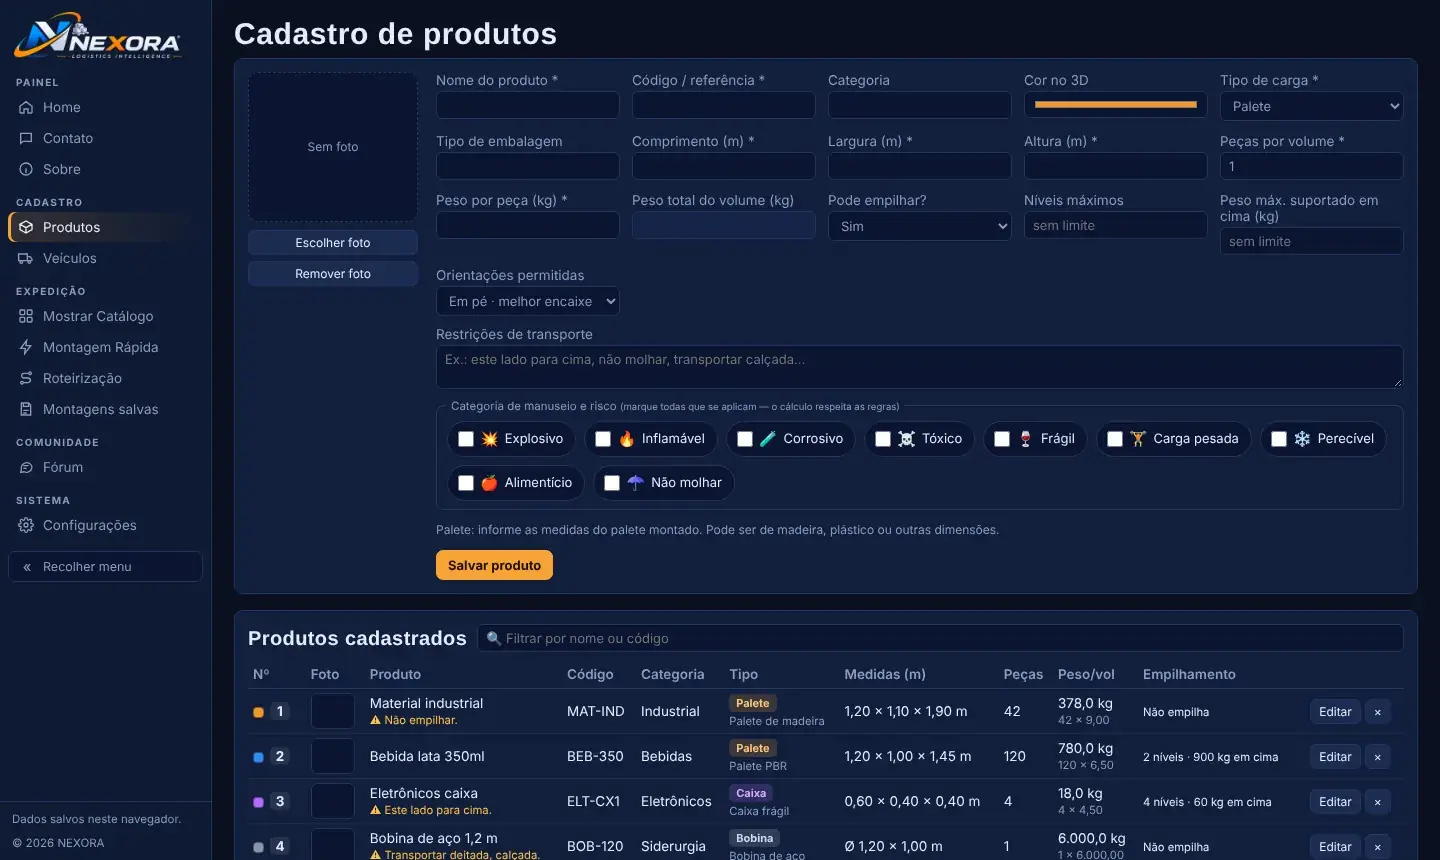 NEXORA
LOGISTICS INTELLIGENCE
PAINEL
Home
Contato
Sobre
CADASTRO
Produtos
Veículos
EXPEDIÇÃO
Mostrar Catálogo
Montagem Rápida
Roteirização
Montagens salvas
COMUNIDADE
Fórum
SISTEMA
Configurações
« Recolher menu
Dados salvos neste navegador.
© 2026 NEXORA
Cadastro de produtos
Sem foto
Escolher foto
Remover foto
Nome do produto * Código / referência * Categoria Cor no 3D Tipo de carga *
Palete
Tipo de embalagem Comprimento (m) * Largura (m) * Altura (m) * Peças por volume *
1
Peso por peça (kg) * Peso total do volume (kg) Pode empilhar? Níveis máximos Peso máx. suportado em
cima (kg)
Sim sem limite
sem limite
Orientações permitidas
Em pé · melhor encaixe
Restrições de transporte
Ex.: este lado para cima, não molhar, transportar calçada...
Categoria de manuseio e risco (marque todas que se aplicam — o cálculo respeita as regras)
💥 Explosivo 🔥 Inflamável 🧪 Corrosivo ☠️ Tóxico 🍷 Frágil 🏋️ Carga pesada ❄️ Perecível
🍎 Alimentício ☂️ Não molhar
Palete: informe as medidas do palete montado. Pode ser de madeira, plástico ou outras dimensões.
Salvar produto
Produtos cadastrados 🔍 Filtrar por nome ou código
Nº Foto Produto Código Categoria Tipo Medidas (m) Peças Peso/vol Empilhamento
1 Material industrial MAT-IND Industrial Palete 1,20 × 1,10 × 1,90 m 42 378,0 kg Não empilha Editar ×
⚠ Não empilhar. Palete de madeira 42 × 9,00
2 Bebida lata 350ml BEB-350 Bebidas Palete 1,20 × 1,00 × 1,45 m 120 780,0 kg 2 níveis · 900 kg em cima Editar ×
Palete PBR 120 × 6,50
3 Eletrônicos caixa ELT-CX1 Eletrônicos Caixa 0,60 × 0,40 × 0,40 m 4 18,0 kg 4 níveis · 60 kg em cima Editar ×
⚠ Este lado para cima. Caixa frágil 4 × 4,50
4 Bobina de aço 1,2 m BOB-120 Siderurgia Bobina Ø 1,20 × 1,00 m 1 6.000,0 kg Não empilha Editar ×
⚠ Transportar deitada, calçada. Bobina de aço 1 × 6.000,00